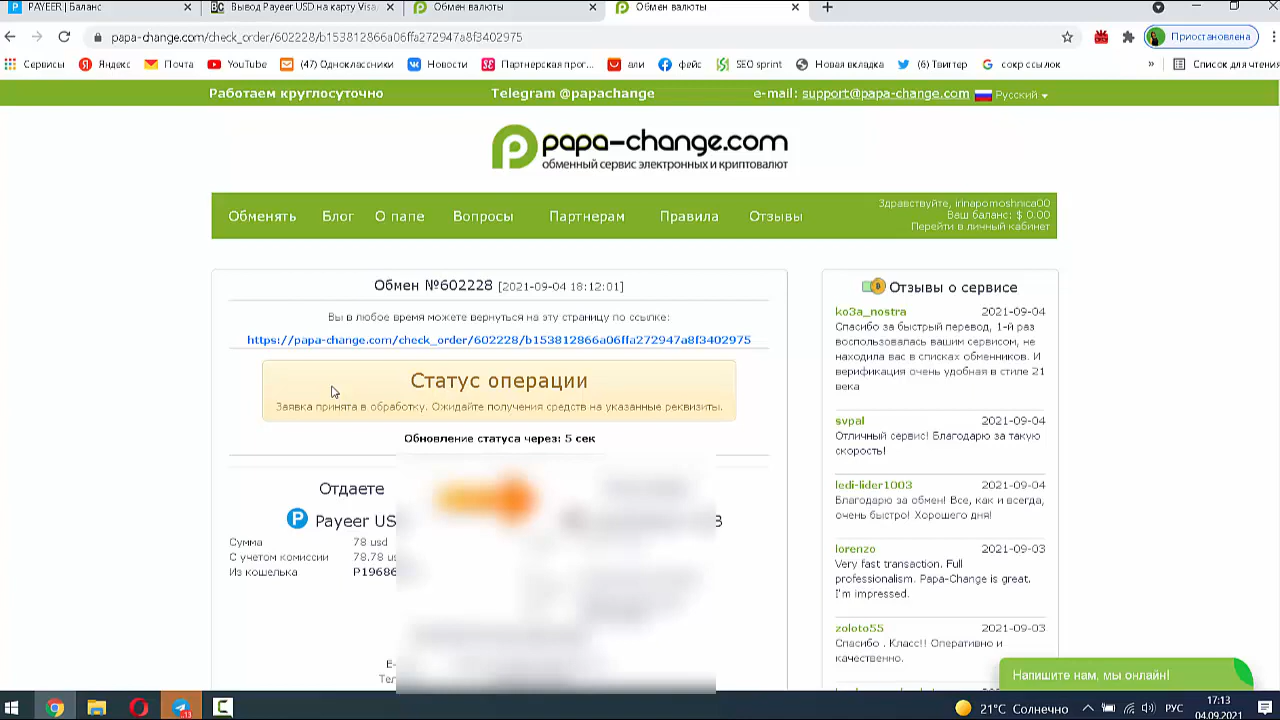 PAYEER | Баланс
Вывод Payeer USD на карту Visa
Обмен валюты
Обмен валюты
papa-change.com/check_order/602228/b153812866a06ffa272947a8f3402975
Приостановлена
Сервисы
Яндекс
Почта
YouTube
(47) Одноклассники
Новости
Партнерская прог...
али
фейс
SEO sprint
Новая вкладка
(6) Твиттер
сокр ссылок
»
Список для чтения
Работаем круглосуточно
Telegram @papachange
e-mail: support@papa-change.com
Русский
papa-change.com
обменный сервис электронных и криптовалют
Обменять
Блог
О папе
Вопросы
Партнерам
Правила
Отзывы
Здравствуйте, irinapomoshnica00
Ваш баланс: $ 0.00
Перейти в личный кабинет
Обмен №602228 [2021-09-04 18:12:01]
Вы в любое время можете вернуться на эту страницу по ссылке:
https://papa-change.com/check_order/602228/b153812866a06ffa272947a8f3402975
Статус операции
Заявка принята в обработку. Ожидайте получения средств на указанные реквизиты.
Обновление статуса через: 5 сек
Отдаете
Payeer US
Сумма 78 usd
С учетом комиссии 78.78 us
Из кошелька P19686
E-
Тел
Отзывы о сервисе
ko3a_nostra 2021-09-04
Спасибо за быстрый перевод, 1-й раз
воспользовалась вашим сервисом, не
находила вас в списках обменников. И
верификация очень удобная в стиле 21
века
svpal 2021-09-04
Отличный сервис! Благодарю за такую
скорость!
ledi-lider1003 2021-09-04
Благодарю за обмен! Все, как и всегда,
очень быстро! Хорошего дня!
lorenzo 2021-09-03
Very fast transaction. Full
professionalism. Papa-Change is great.
I'm impressed.
zoloto55 2021-09-03
Спасибо . Класс!! Оперативно и
качественно.
Напишите нам, мы онлайн!
13
21°C Солнечно
РУС
17:13
04.09.2021